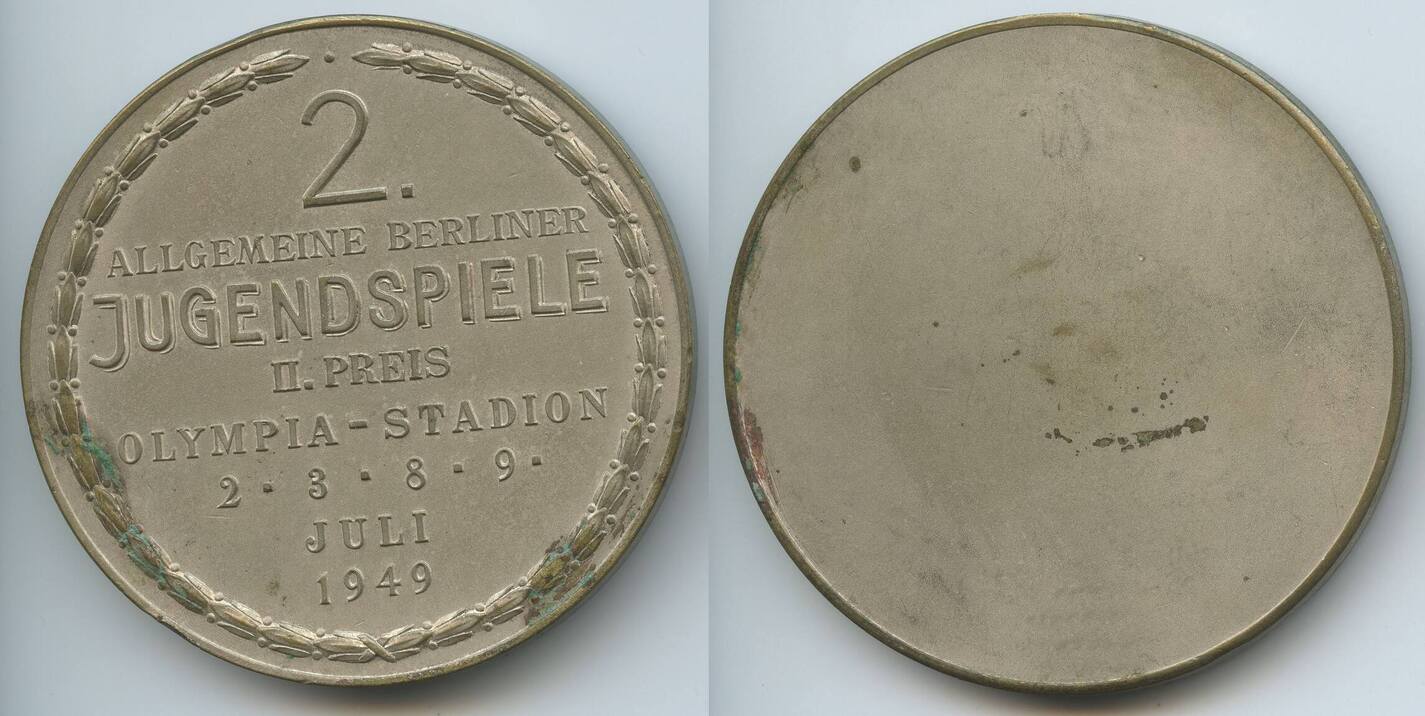 2.
ALLGEMEINE BERLINER
JUGENDSPIELE
II. PREIS
OLYMPIA-STADION
2 · 3 · 8 · 9 ·
JULI
1949